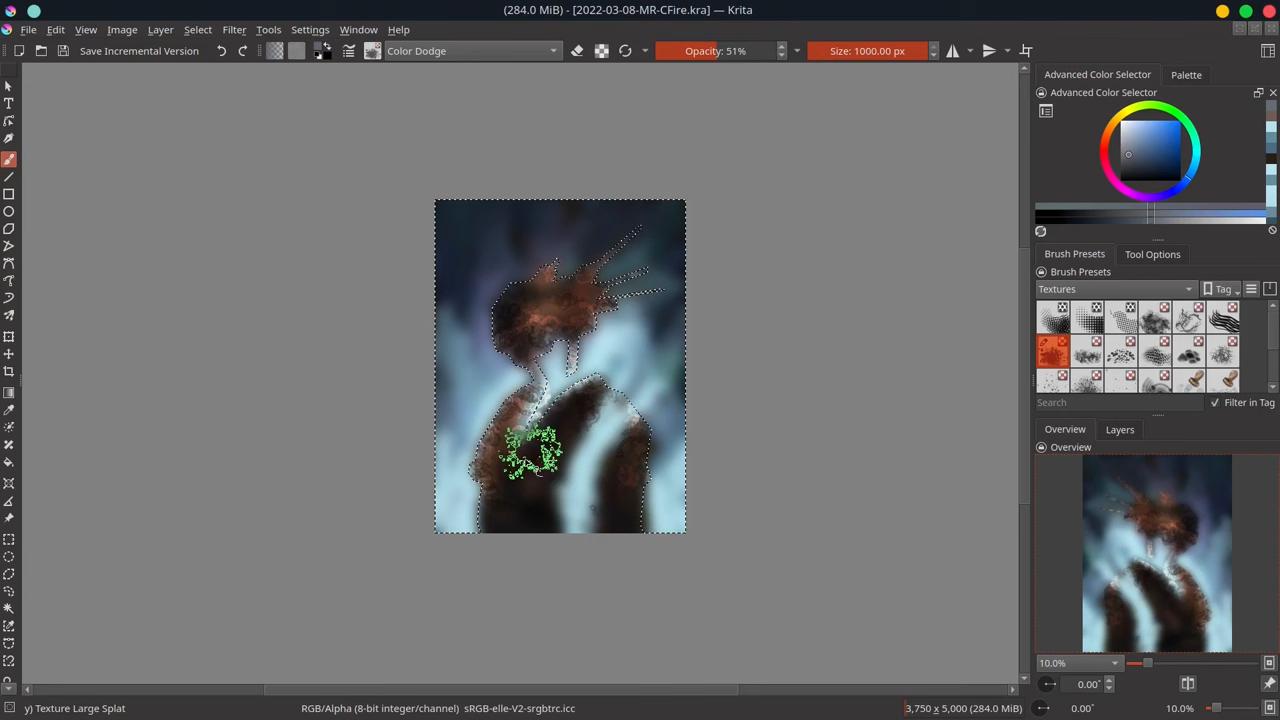 (284.0 MiB) - [2022-03-08-MR-CFire.kra] — Krita
File Edit View Image Filter Layer Select Filter Tools Settings Window Help
Save Incremental Version
Color Dodge
Opacity: 51%
Size: 1000.00 px
Advanced Color Selector Palette
Advanced Color Selector
Brush Presets Tool Options
Brush Presets
Textures
Tag
Search
Filter in Tag
Overview Layers
Overview
10.0%
0.00°
y) Texture Large Splat
RGB/Alpha (8-bit integer/channel) sRGB-elle-V2-srgbtrc.icc
3,750 x 5,000 (284.0 MiB)
0.00°
10.0%